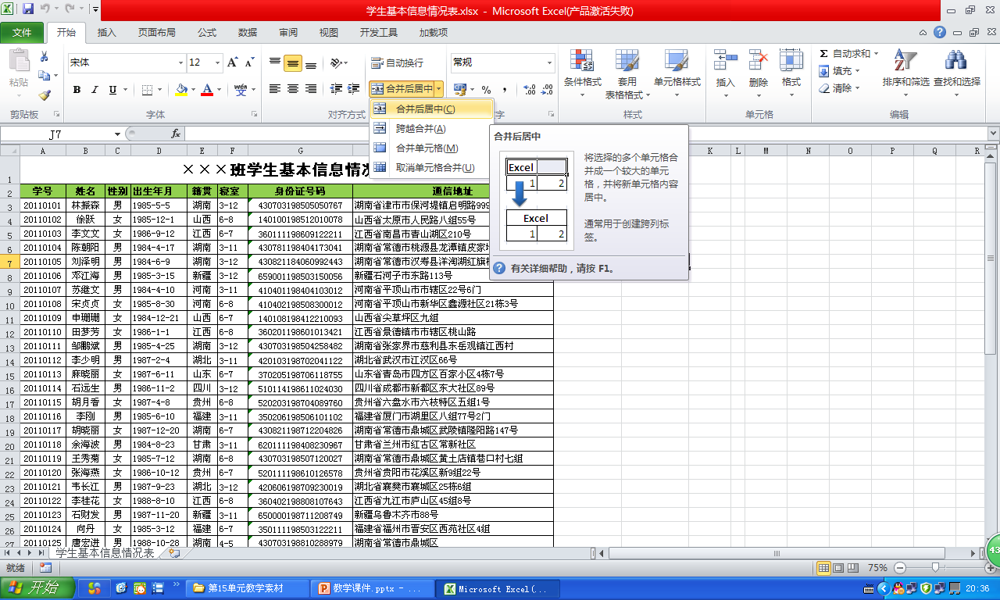 学生基本信息情况表.xlsx - Microsoft Excel(产品激活失败)
文件 开始 插入 页面布局 公式 数据 审阅 视图 开发工具 加载项
粘贴
剪贴板
宋体 12
B I U
字体
自动换行
合并后居中
对齐方式
常规
字
条件格式 套用表格格式 单元格样式
样式
插入 删除 格式
单元格
Σ 自动求和
填充
清除
排序和筛选 查找和选择
编辑
合并后居中(C)
跨越合并(A)
合并单元格(M)
取消单元格合并(U)
合并后居中
Excel
1 2
Excel
1 2
将选择的多个单元格合
并成一个较大的单元
格，并将新单元格内容
居中。
通常用于创建跨列标
签。
有关详细帮助，请按 F1。
J7 fx
A B C D E F G K L M N O P Q R
1 ×××班学生基本信息情况
2 学号 姓名 性别 出生年月 籍贯 寝室 身份证号码 通信地址
3 20110101 林振森 男 1985-5-5 湖南 3-12 430703198505050767 湖南省津市市保河堤镇启明路999
4 20110102 徐跃 女 1985-12-1 山西 6-8 140100198512010078 山西省太原市人民路八组55号
5 20110103 李文文 女 1986-9-12 江西 6-7 360111198609122211 江西省南昌市青山湖区210号
6 20110104 陈朝阳 男 1984-4-17 湖南 3-11 430781198404173041 湖南省常德市桃源县龙潭镇皮家
7 20110105 刘泽明 男 1984-6-9 湖南 3-12 430821184060992443 湖南省常德市汉寿县洋淘湖红旗
8 20110106 邓江海 男 1985-3-15 新疆 3-12 659001198503150056 新疆石河子市东路113号
9 20110107 苏继文 男 1984-4-10 河南 3-11 410401198404103012 河南省平顶山市市辖区22号6门
10 20110108 宋贞贞 女 1985-8-30 河南 6-8 410402198508300012 河南省平顶山市新华区鑫源社区21栋3号
11 20110109 申珊珊 女 1984-12-21 山西 6-7 140108198412210093 山西省尖草坪区九组
12 20110110 田梦芳 女 1986-1-1 江西 6-8 360201198601013421 江西省景德镇市市辖区桃山路
13 20110111 邹鹏斌 男 1985-4-25 湖南 3-12 430703198504258482 湖南省张家界市慈利县东岳观镇江西村
14 20110112 李少明 男 1987-2-4 湖北 3-11 420103198702041122 湖北省武汉市江汉区66号
15 20110113 麻晓丽 女 1987-6-11 山东 6-7 370205198706118755 山东省青岛市四方区百家小区4栋7号
16 20110114 石远生 男 1986-11-2 四川 3-12 510114198611024030 四川省成都市新都区东大社区89号
17 20110115 胡月香 女 1987-4-8 贵州 6-8 520203198704089760 贵州省六盘水市六枝特区五组1号
18 20110116 李刚 男 1985-6-10 福建 3-11 350206198506101102 福建省厦门市湖里区八组77号2门
19 20110117 胡晓丽 女 1987-12-20 湖南 6-7 430821198712204826 湖南省常德市鼎城区武陵镇隆阳路147号
20 20110118 余海波 男 1984-8-23 甘肃 3-11 620111198408230967 甘肃省兰州市红古区常新社区
21 20110119 王秀菊 女 1985-7-12 湖南 6-8 430703198507120027 湖南省常德市鼎城区黄土店镇巷口村七组
22 20110120 张海燕 女 1986-10-12 贵州 6-7 520111198610126578 贵州省贵阳市花溪区新9组22号
23 20110121 韦长江 男 1987-9-23 湖北 3-12 420606198709230019 湖北省襄樊市襄城区25栋6组
24 20110122 李桂花 女 1988-8-10 江西 6-8 360402198808107643 江西省九江市庐山区45组8号
25 20110123 石财发 男 1987-11-20 新疆 3-11 650000198711208749 新疆乌鲁木齐市88号
26 20110124 向丹 女 1985-3-12 福建 6-7 350111198503122211 福建省福州市晋安区西苑社区4组
27 20110125 唐宏进 男 1988-10-28 湖南 4-5 430703198810288979 湖南省常德市鼎城区
学生基本信息情况表
就绪 75%
43
开始 第15单元教学素材 教学课件.pptx - ... Microsoft Excel(... 20:36